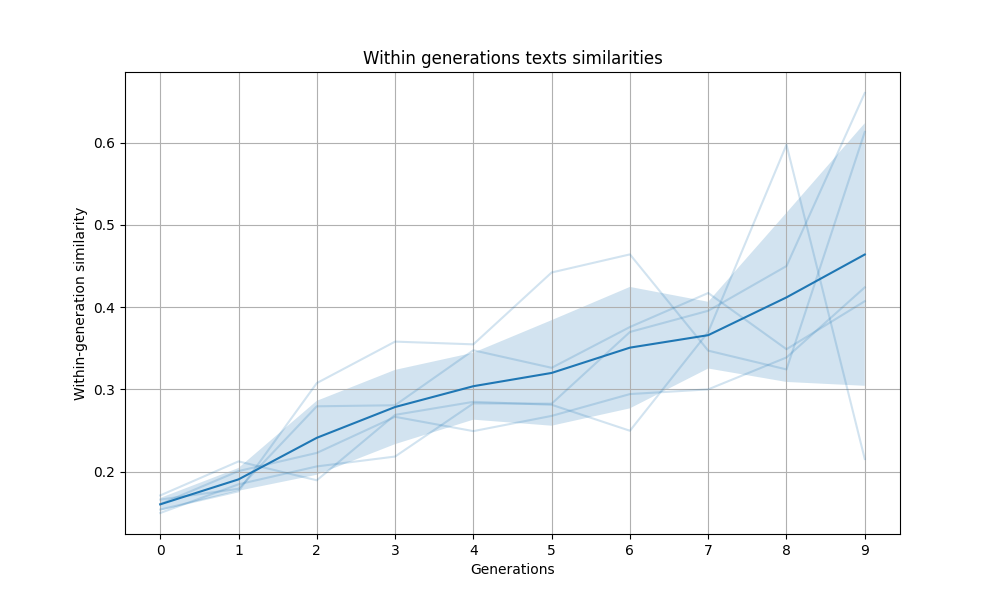 Within generations texts similarities
Within-generation similarity
0.6
0.5
0.4
0.3
0.2
0 1 2 3 4 5 6 7 8 9
Generations